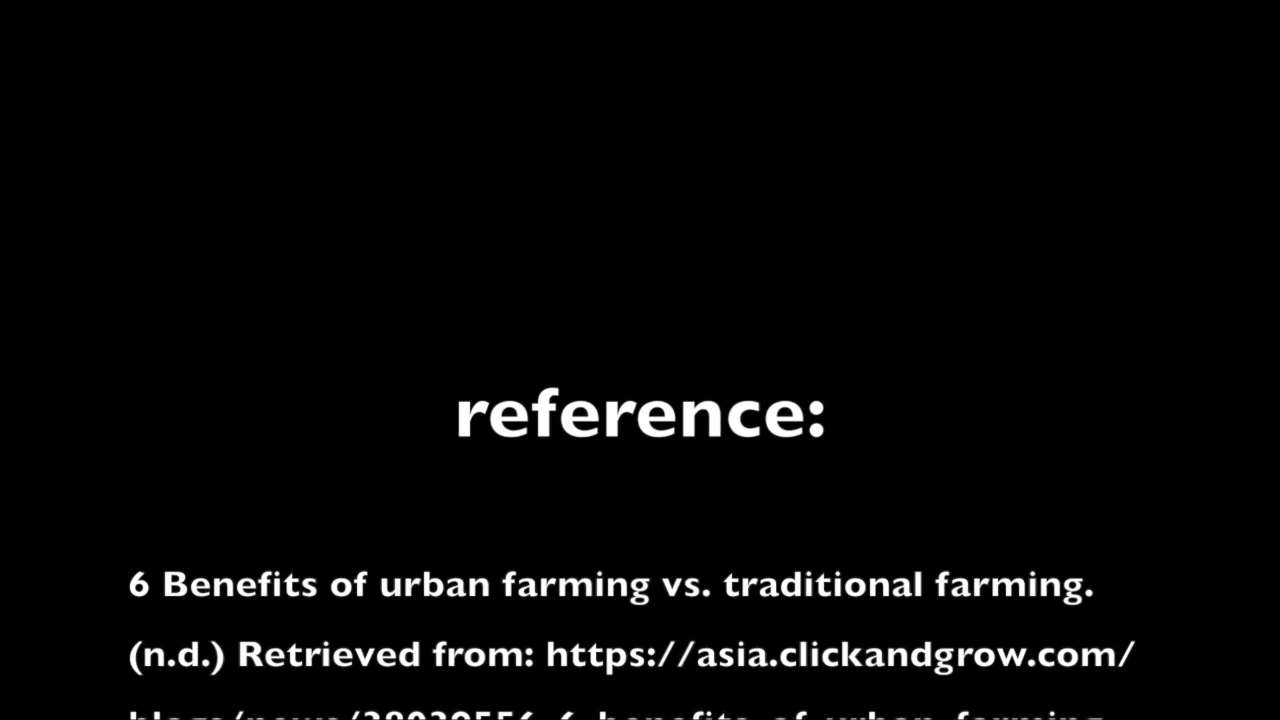 reference:
6 Benefits of urban farming vs. traditional farming.
(n.d.) Retrieved from: https://asia.clickandgrow.com/